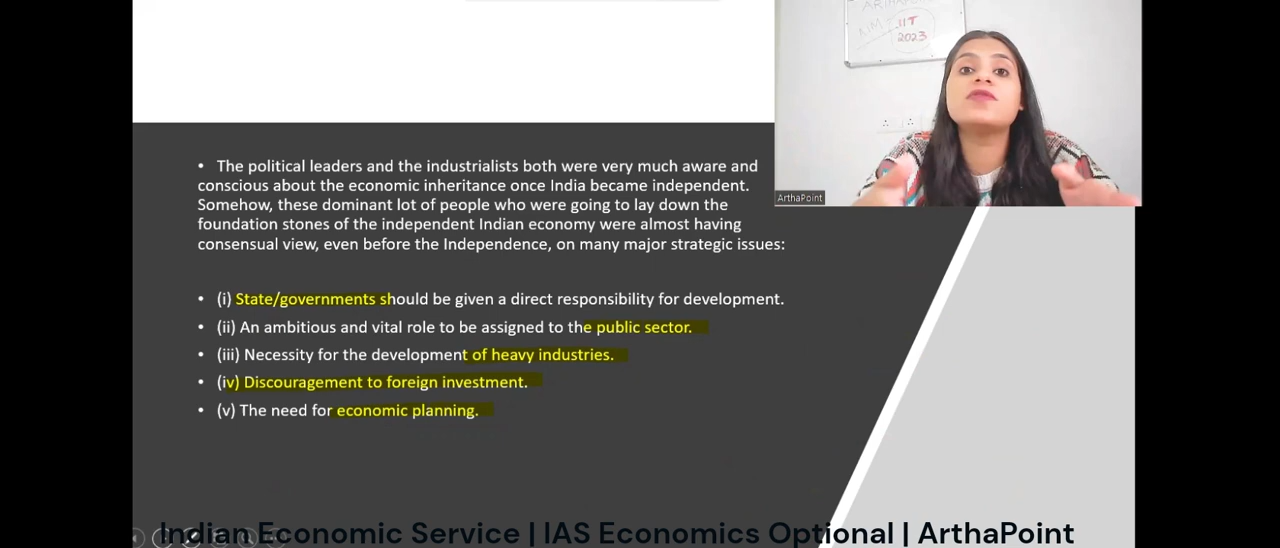 ARTHAPOINT
IIT
2023
ArthaPoint
• The political leaders and the industrialists both were very much aware and
conscious about the economic inheritance once India became independent.
Somehow, these dominant lot of people who were going to lay down the
foundation stones of the independent Indian economy were almost having
consensual view, even before the Independence, on many major strategic issues:
• (i) State/governments should be given a direct responsibility for development.
• (ii) An ambitious and vital role to be assigned to the public sector.
• (iii) Necessity for the development of heavy industries.
• (iv) Discouragement to foreign investment.
• (v) The need for economic planning.
Indian Economic Service | IAS Economics Optional | ArthaPoint